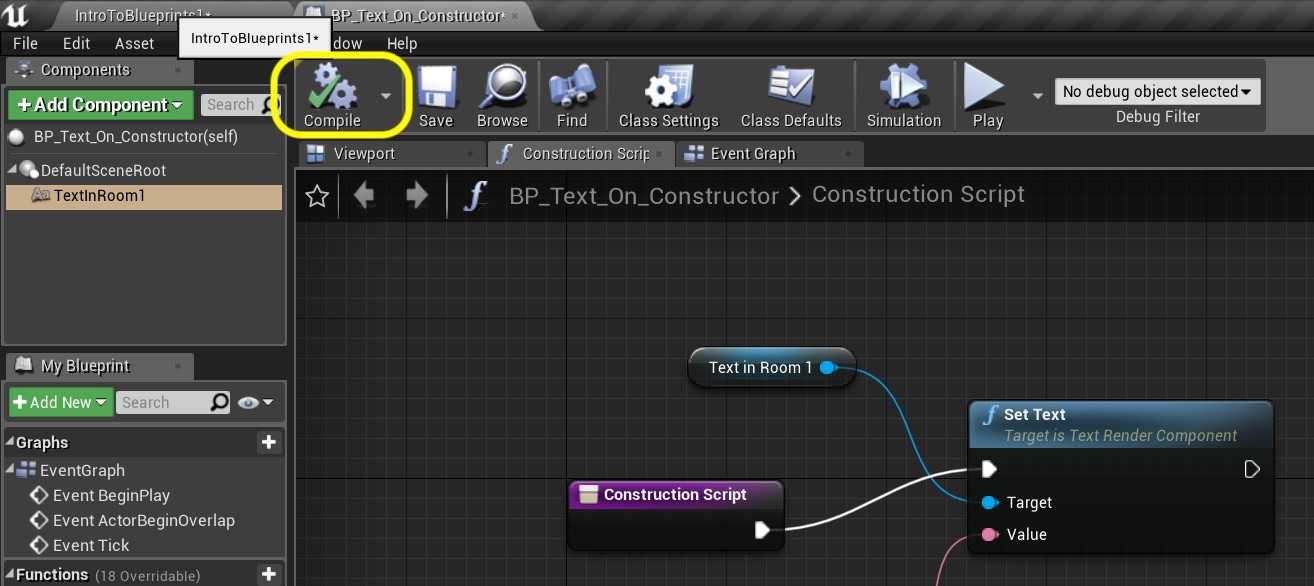 IntroToBlueprints1*
BP_Text_On_Constructor*
File Edit Asset
IntroToBlueprints1*
dow Help
Components
Add Component
Search
BP_Text_On_Constructor(self)
DefaultSceneRoot
TextInRoom1
Compile
Save
Browse
Find
Class Settings
Class Defaults
Simulation
Play
No debug object selected
Debug Filter
Viewport
Construction Scrip
Event Graph
BP_Text_On_Constructor > Construction Script
My Blueprint
Add New
Search
Graphs
EventGraph
Event BeginPlay
Event ActorBeginOverlap
Event Tick
Functions (18 Overridable)
Text in Room 1
Construction Script
Set Text
Target is Text Render Component
Target
Value